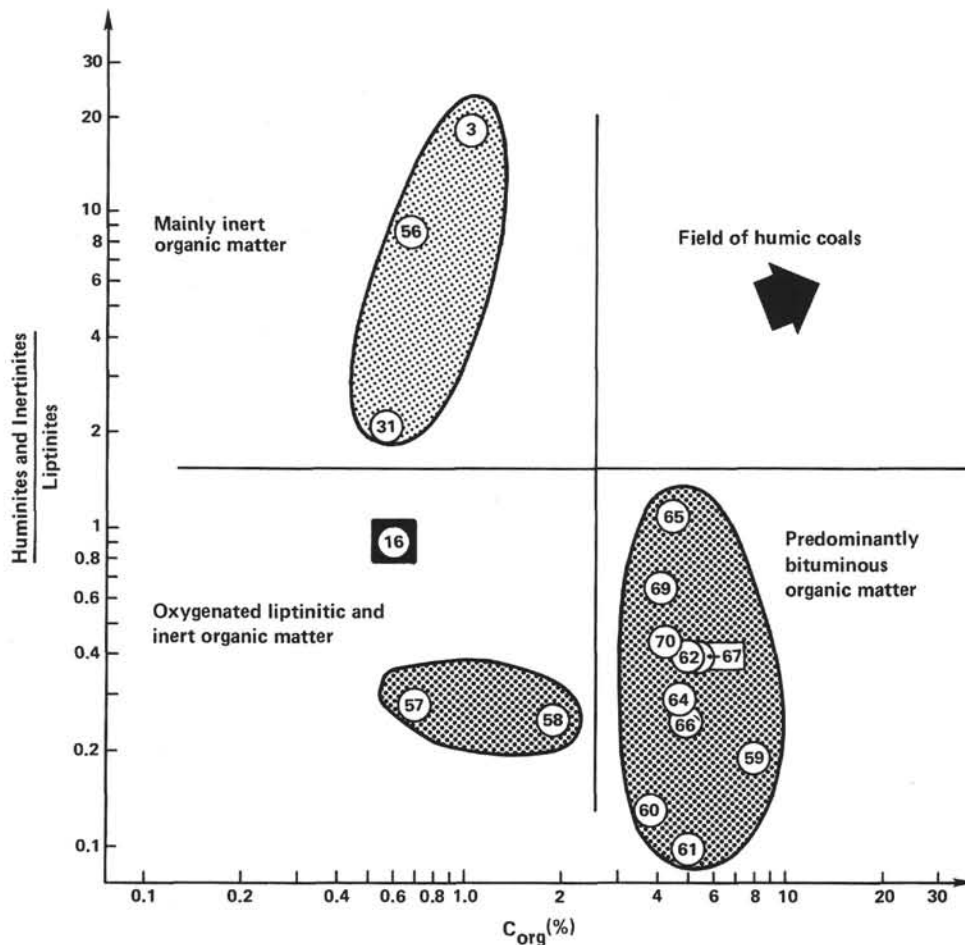 30
20
10
8
6
4
2
1
0.8
0.6
0.4
0.2
0.1
Huminites and Inertinites
Liptinites
Mainly inert
organic matter
Field of humic coals
Oxygenated liptinitic and
inert organic matter
Predominantly
bituminous
organic matter
3
56
31
16
57
58
65
69
70
62
67
64
66
59
60
61
0.1 0.2 0.4 0.6 0.8 1.0 2 4 6 8 10 20 30
Corg(%)